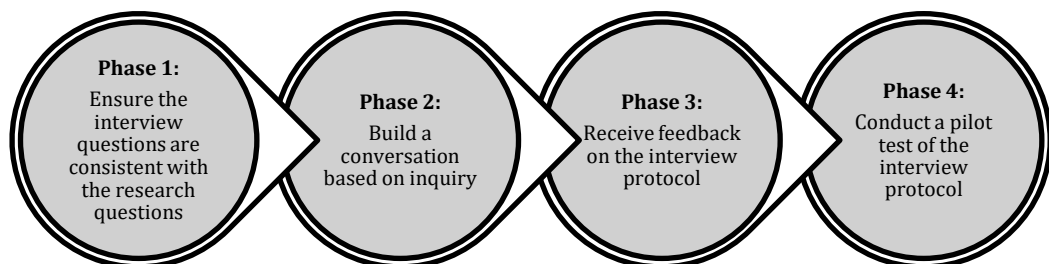 Phase 1:
Ensure the
interview
questions are
consistent with
the research
questions
Phase 2:
Build a
conversation
based on inquiry
Phase 3:
Receive feedback
on the interview
protocol
Phase 4:
Conduct a pilot
test of the
interview
protocol